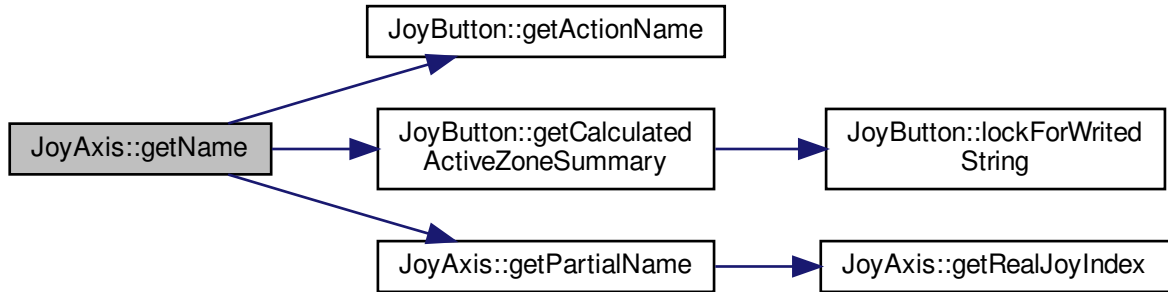 JoyAxis::getName
JoyButton::getActionName
JoyButton::getCalculated
ActiveZoneSummary
JoyButton::lockForWrited
String
JoyAxis::getPartialName
JoyAxis::getRealJoyIndex